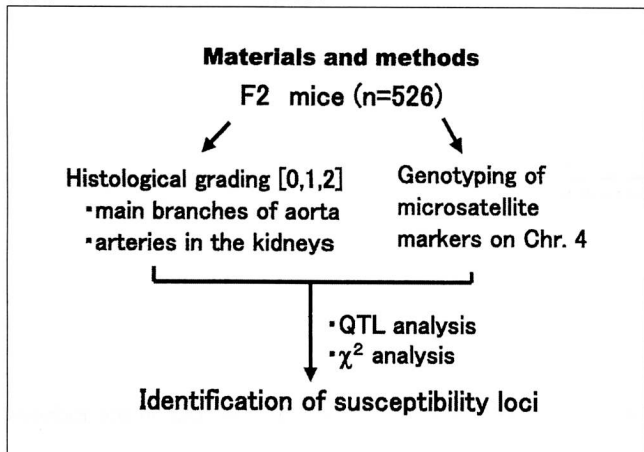 Materials and methods
F2 mice (n=526)
Histological grading [0,1,2]
・main branches of aorta
・arteries in the kidneys
Genotyping of
microsatellite
markers on Chr. 4
・QTL analysis
・χ² analysis
Identification of susceptibility loci